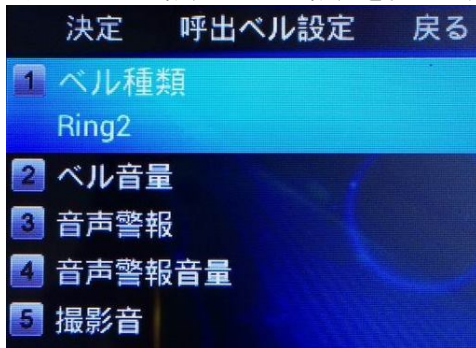 決定 呼出ベル設定 戻る
1 ベル種類
Ring2
2 ベル音量
3 音声警報
4 音声警報音量
5 撮影音